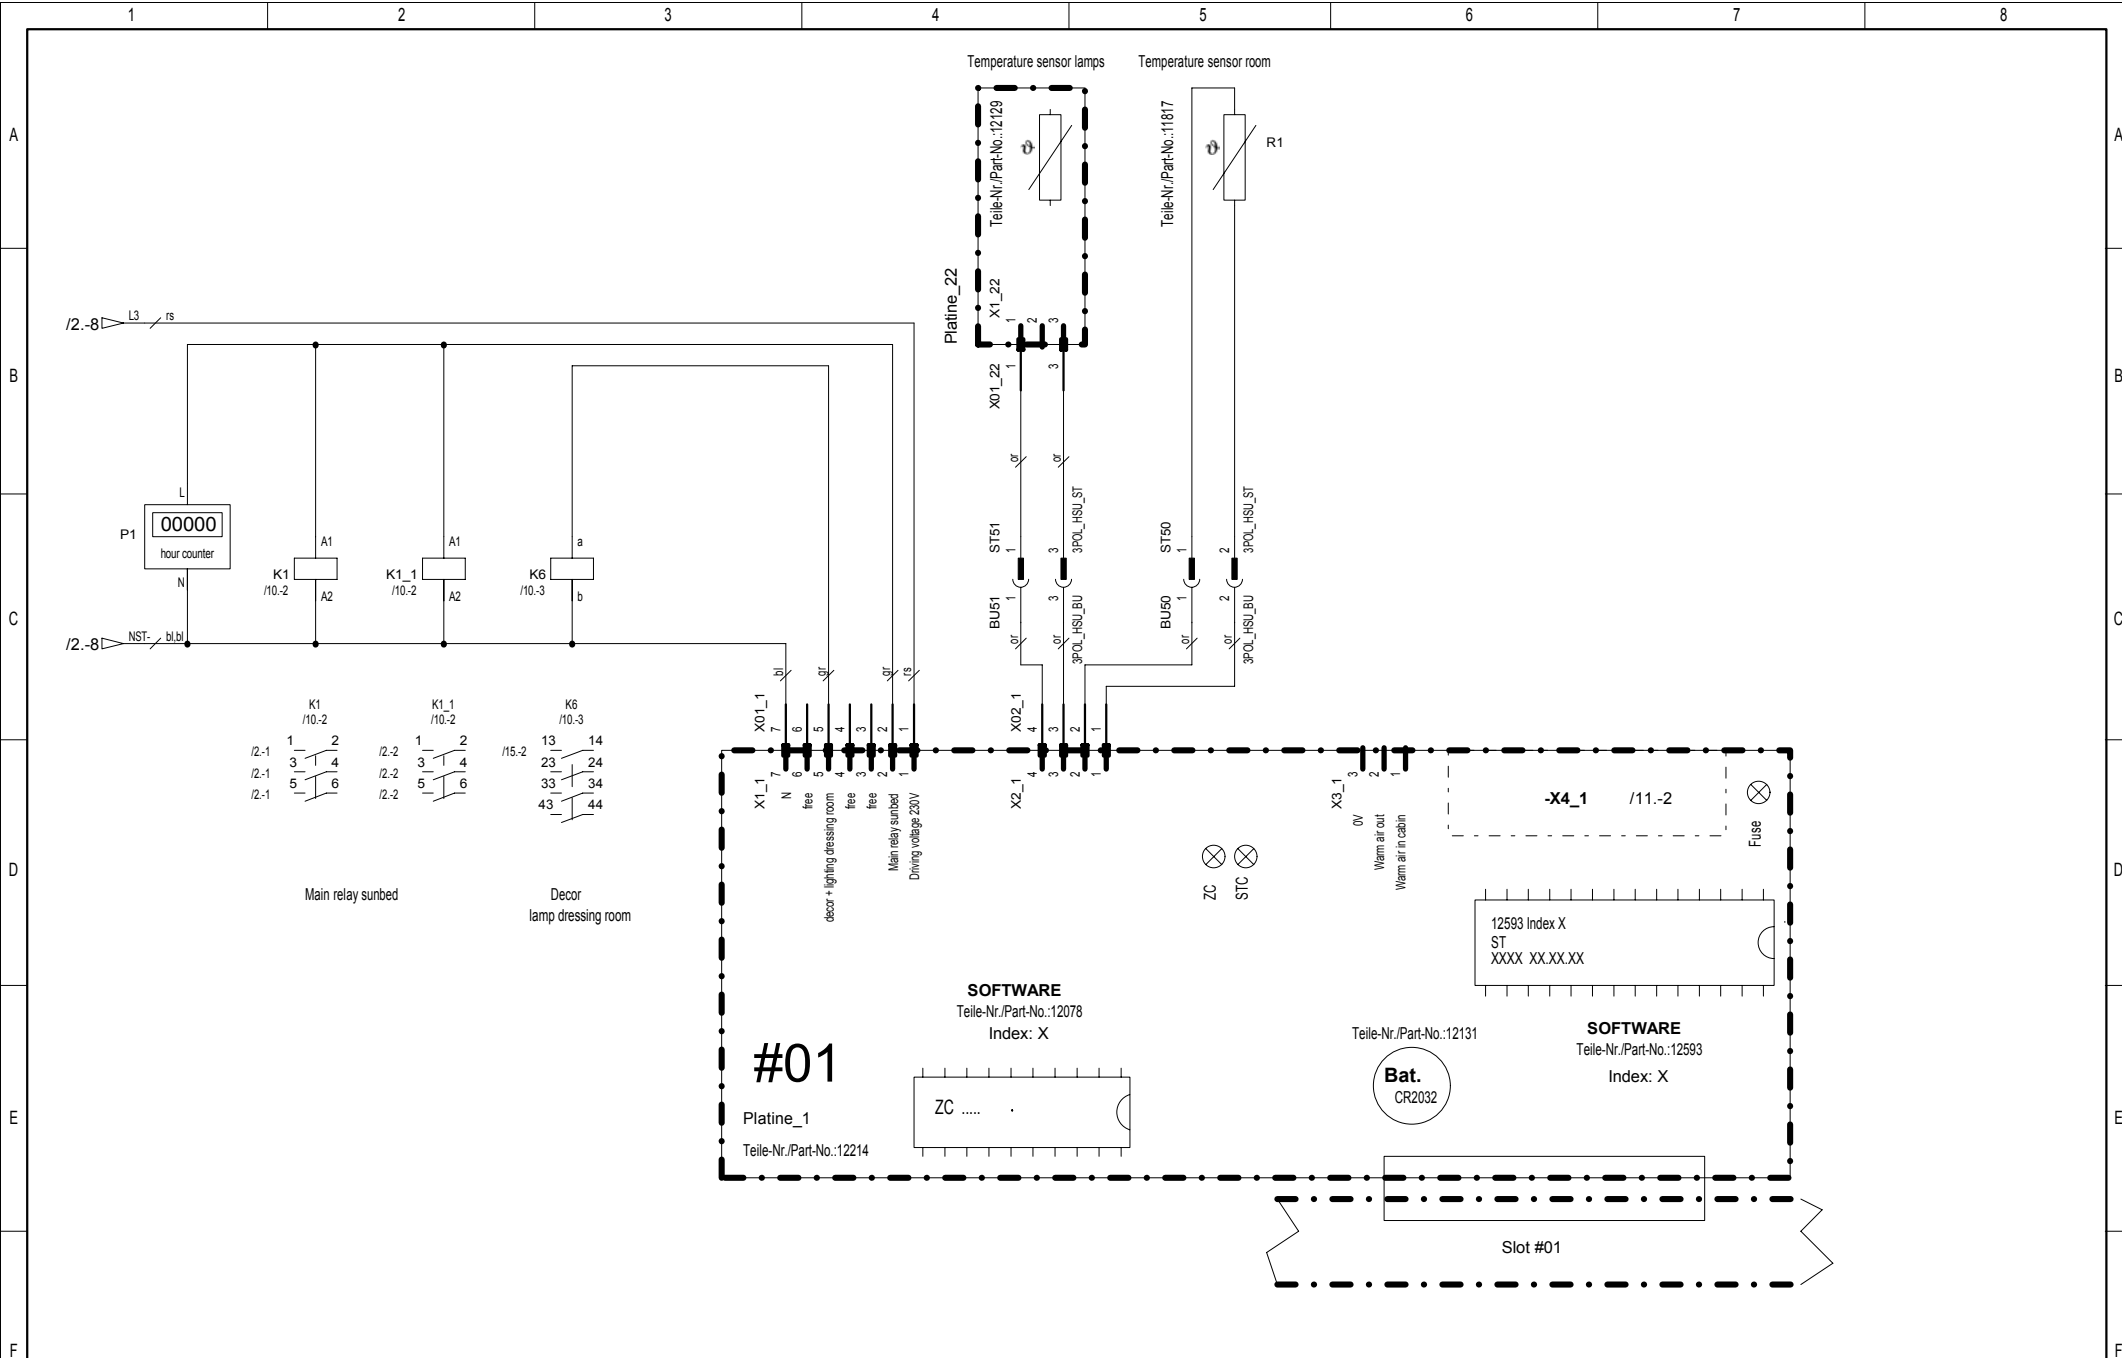 1 2 3 4 5 6 7 8
Temperature sensor lamps
Temperature sensor room
A
A
Teile-Nr./Part-No.:12129
ϑ
Teile-Nr./Part-No.:11817
ϑ
R1
Platine_22
X1_22
1 2 3
X01_22
1 3
/2.-8
L3
rs
B
B
or or
L
P1
00000
hour counter
N
A1
K1
/10.-2
A2
A1
K1_1
/10.-2
A2
a
K6
/10.-3
b
ST51
1
3
3POL_HSU_ST
ST50
1
2
3POL_HSU_ST
BU51
1
3
3POL_HSU_BU
BU50
1
2
3POL_HSU_BU
or or or or
C
C
/2.-8
NST-
bl,bl
bl gr gr rs
K1
/10.-2
1 2
/2.-1
3 4
/2.-1
5 6
/2.-1
K1_1
/10.-2
1 2
/2.-2
3 4
/2.-2
5 6
/2.-2
K6
/10.-3
13 14
/15.-2
23 24
33 34
43 44
Main relay sunbed
Decor
lamp dressing room
X01_1
7 6 5 4 3 2 1
X02_1
4 3 2 1
X1_1
7 6 5 4 3 2 1
N
free
decor + lighting dressing room
free
free
Main relay sunbed
Driving voltage 230V
X2_1
4 3 2 1
X3_1
3 2 1
0V
Warm air out
Warm air in cabin
-X4_1 /11.-2
Fuse
ZC
STC
D
D
12593 Index X
ST
XXXX XX.XX.XX
SOFTWARE
Teile-Nr./Part-No.:12078
Index: X
#01
Platine_1
Teile-Nr./Part-No.:12214
ZC ..... .
Teile-Nr./Part-No.:12131
Bat.
CR2032
SOFTWARE
Teile-Nr./Part-No.:12593
Index: X
E
E
Slot #01
F
F